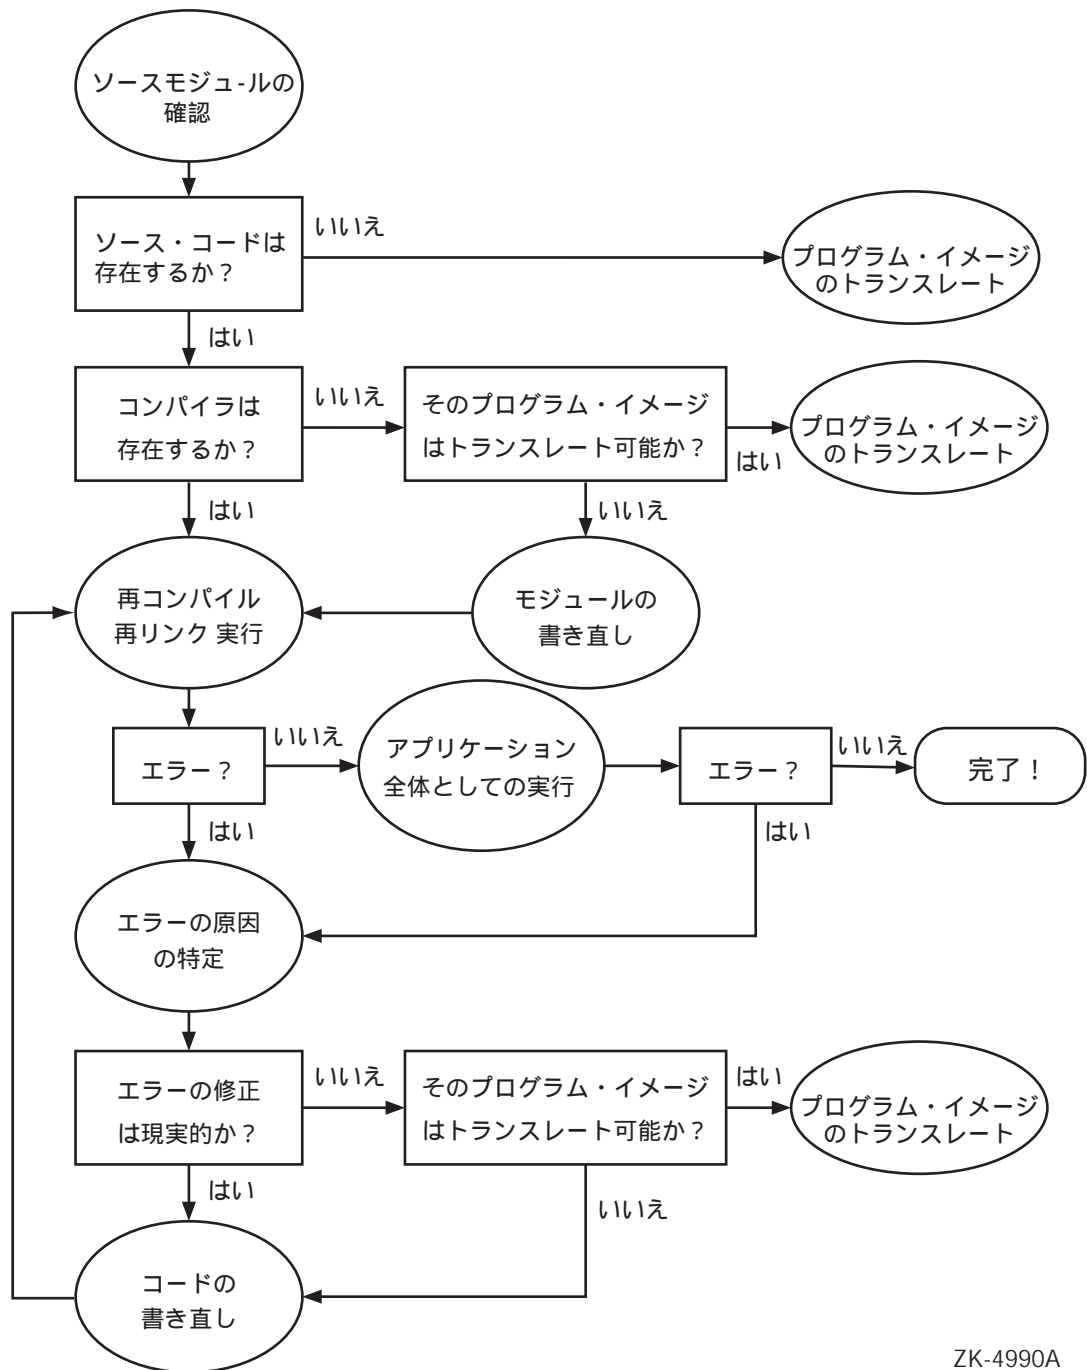 ソースモジュ-ルの
確認
ソース・コードは
存在するか？
いいえ
プログラム・イメージ
のトランスレート
はい
コンパイラは
存在するか？
いいえ
そのプログラム・イメージ
はトランスレート可能か？
はい
プログラム・イメージ
のトランスレート
はい
いいえ
再コンパイル
再リンク 実行
モジュールの
書き直し
エラー？
いいえ
アプリケーション
全体としての実行
エラー？
いいえ
完了！
はい
はい
エラーの原因
の特定
エラーの修正
は現実的か？
いいえ
そのプログラム・イメージ
はトランスレート可能か？
はい
プログラム・イメージ
のトランスレート
はい
いいえ
コードの
書き直し
ZK-4990A